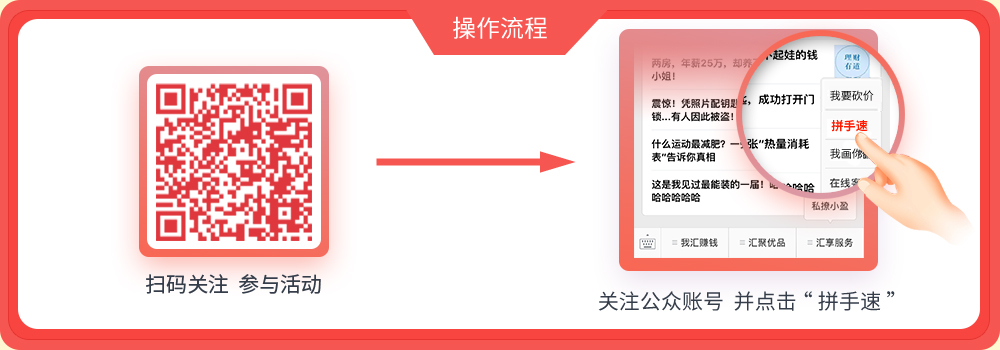 操作流程
扫码关注 参与活动
两房，年薪25万，却养不起娃的钱
小姐！
理财
有道
震惊！凭照片配钥匙，成功打开门
锁...有人因此被盗！
什么运动最减肥？一张“热量消耗
表”告诉你真相
这是我见过最能装的一届！哈哈哈哈
哈哈哈哈哈
我要砍价
拼手速
我画你
在线
私撩小盈
我汇赚钱
汇聚优品
汇享服务
关注公众账号 并点击“拼手速”